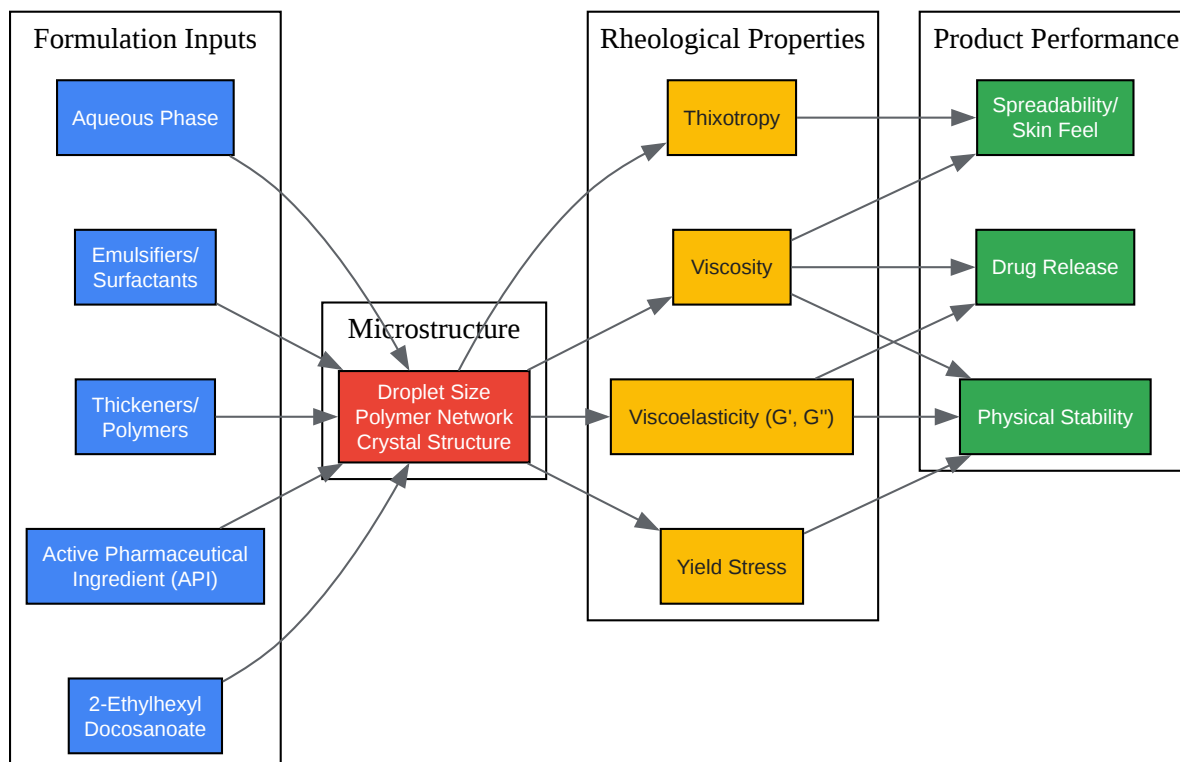 Formulation Inputs
Aqueous Phase
Emulsifiers/
Surfactants
Thickeners/
Polymers
Active Pharmaceutical
Ingredient (API)
2-Ethylhexyl
Docosanoate
Microstructure
Droplet Size
Polymer Network
Crystal Structure
Rheological Properties
Thixotropy
Viscosity
Viscoelasticity (G', G'')
Yield Stress
Product Performance
Spreadability/
Skin Feel
Drug Release
Physical Stability